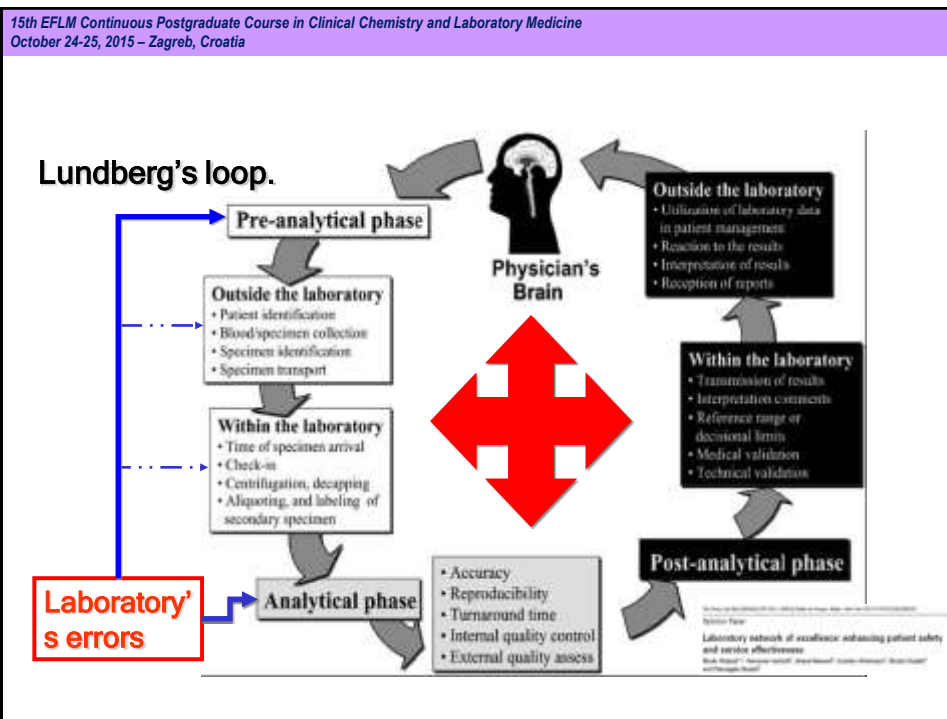 15th EFLM Continuous Postgraduate Course in Clinical Chemistry and Laboratory Medicine
October 24-25, 2015 – Zagreb, Croatia
Lundberg's loop.
Pre-analytical phase
Outside the laboratory
• Patient identification
• Blood/specimen collection
• Specimen identification
• Specimen transport
Within the laboratory
• Time of specimen arrival
• Check-in
• Centrifugation, decapping
• Aliquoting, and labeling of
secondary specimen
Laboratory'
s errors
Analytical phase
• Accuracy
• Reproducibility
• Turnaround time
• Internal quality control
• External quality assess
Post-analytical phase
Within the laboratory
• Transmission of results
• Interpretation comments
• Reference range or
decisional limits
• Medical validation
• Technical validation
Outside the laboratory
• Utilization of laboratory data
in patient management
• Reaction to the results
• Interpretation of results
• Reception of reports
Physician's
Brain
Opinion Paper
Laboratory network of excellence: enhancing patient safety
and service effectiveness